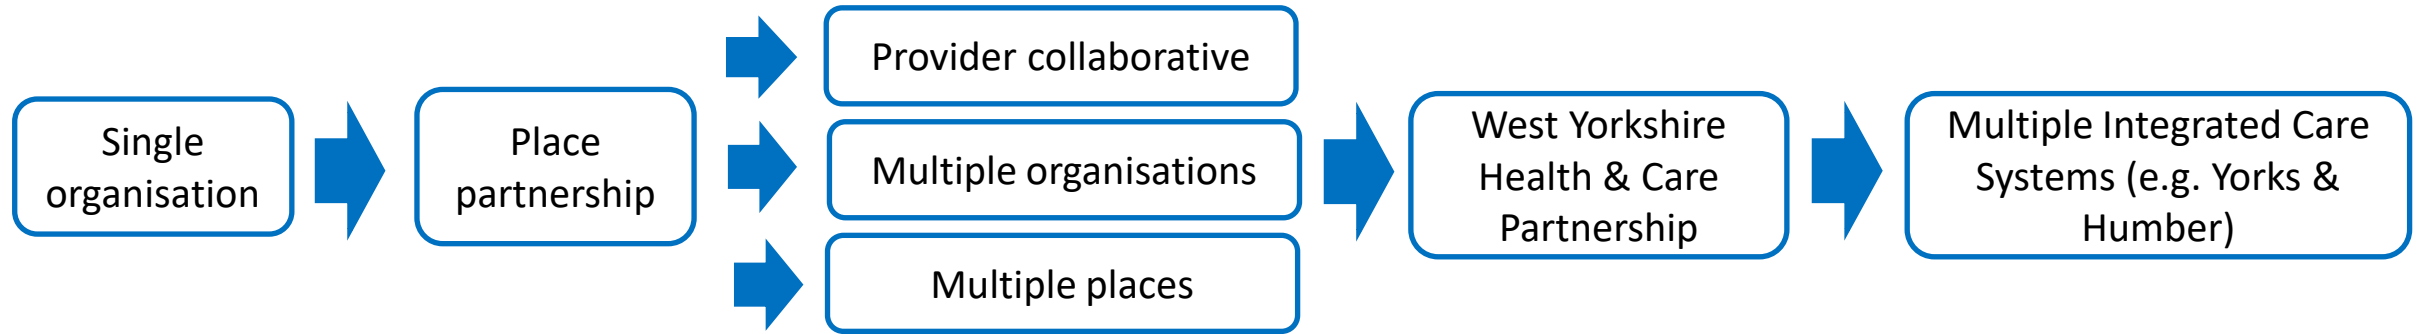 Single
organisation
Place
partnership
Provider collaborative
Multiple organisations
Multiple places
West Yorkshire
Health & Care
Partnership
Multiple Integrated Care
Systems (e.g. Yorks &
Humber)